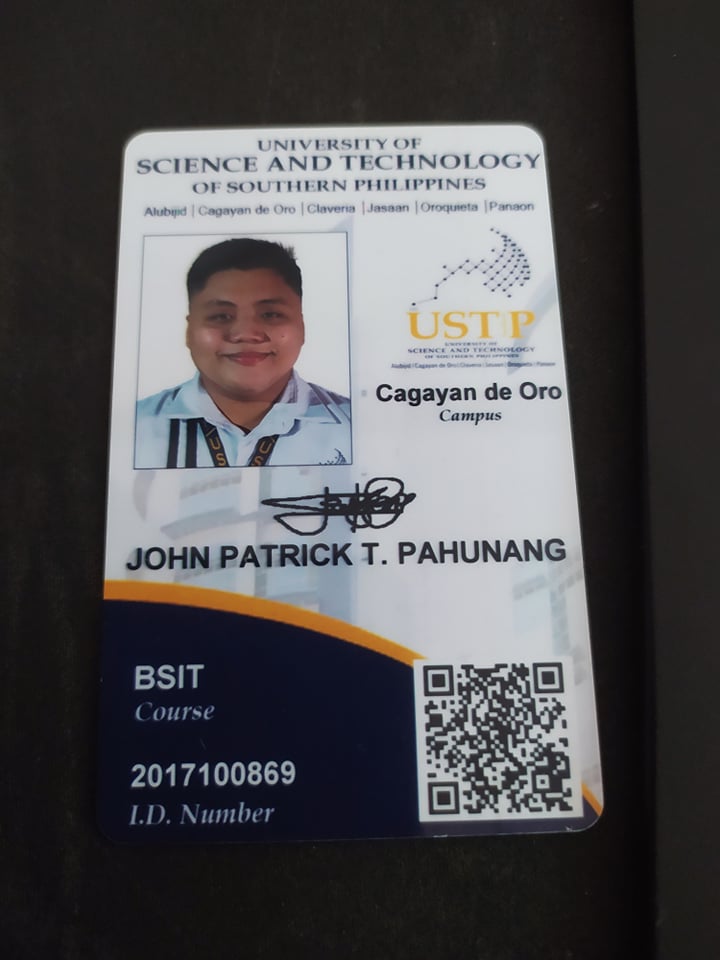 UNIVERSITY OF
SCIENCE AND TECHNOLOGY
OF SOUTHERN PHILIPPINES
Alubijid | Cagayan de Oro | Claveria | Jasaan | Oroquieta | Panaon
USTP
UNIVERSITY OF
SCIENCE AND TECHNOLOGY
OF SOUTHERN PHILIPPINES
Alubijid | Cagayan de Oro | Claveria | Jasaan | Oroquieta | Panaon
Cagayan de Oro
Campus
US
US
JOHN PATRICK T. PAHUNANG
BSIT
Course
2017100869
I.D. Number